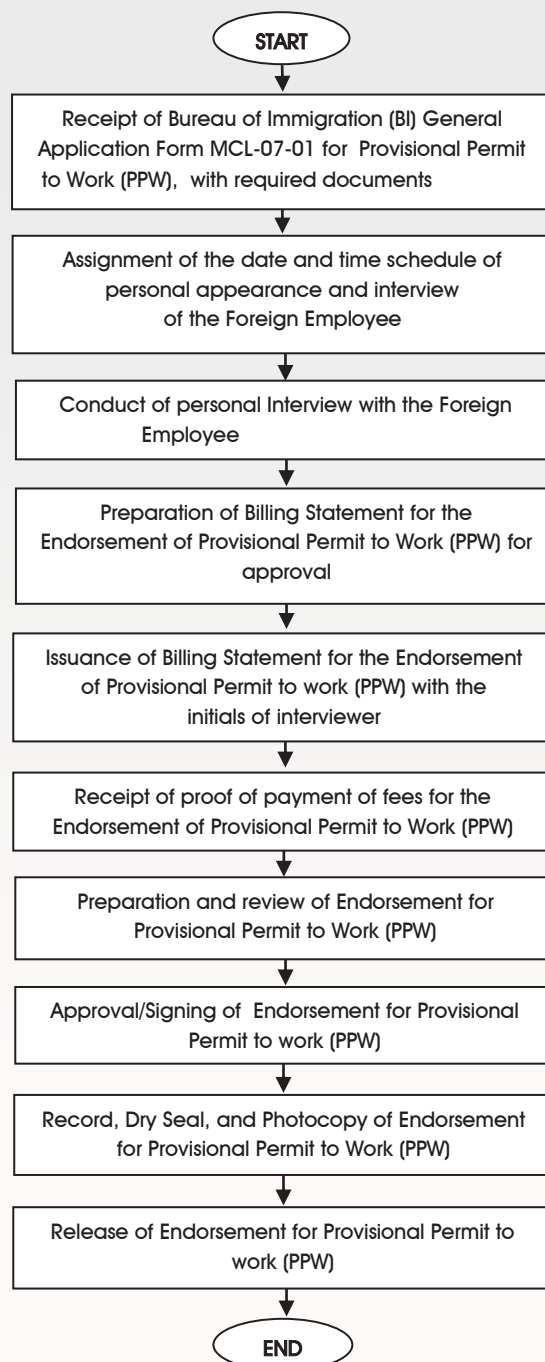 START
Receipt of Bureau of Immigration (BI) General
Application Form MCL-07-01 for Provisional Permit
to Work (PPW), with required documents
Assignment of the date and time schedule of
personal appearance and interview
of the Foreign Employee
Conduct of personal Interview with the Foreign
Employee
Preparation of Billing Statement for the
Endorsement of Provisional Permit to Work (PPW) for
approval
Issuance of Billing Statement for the Endorsement
of Provisional Permit to work (PPW) with the
initials of interviewer
Receipt of proof of payment of fees for the
Endorsement of Provisional Permit to Work (PPW)
Preparation and review of Endorsement for
Provisional Permit to Work (PPW)
Approval/Signing of Endorsement for Provisional
Permit to work (PPW)
Record, Dry Seal, and Photocopy of Endorsement
for Provisional Permit to Work (PPW)
Release of Endorsement for Provisional Permit to
work (PPW)
END